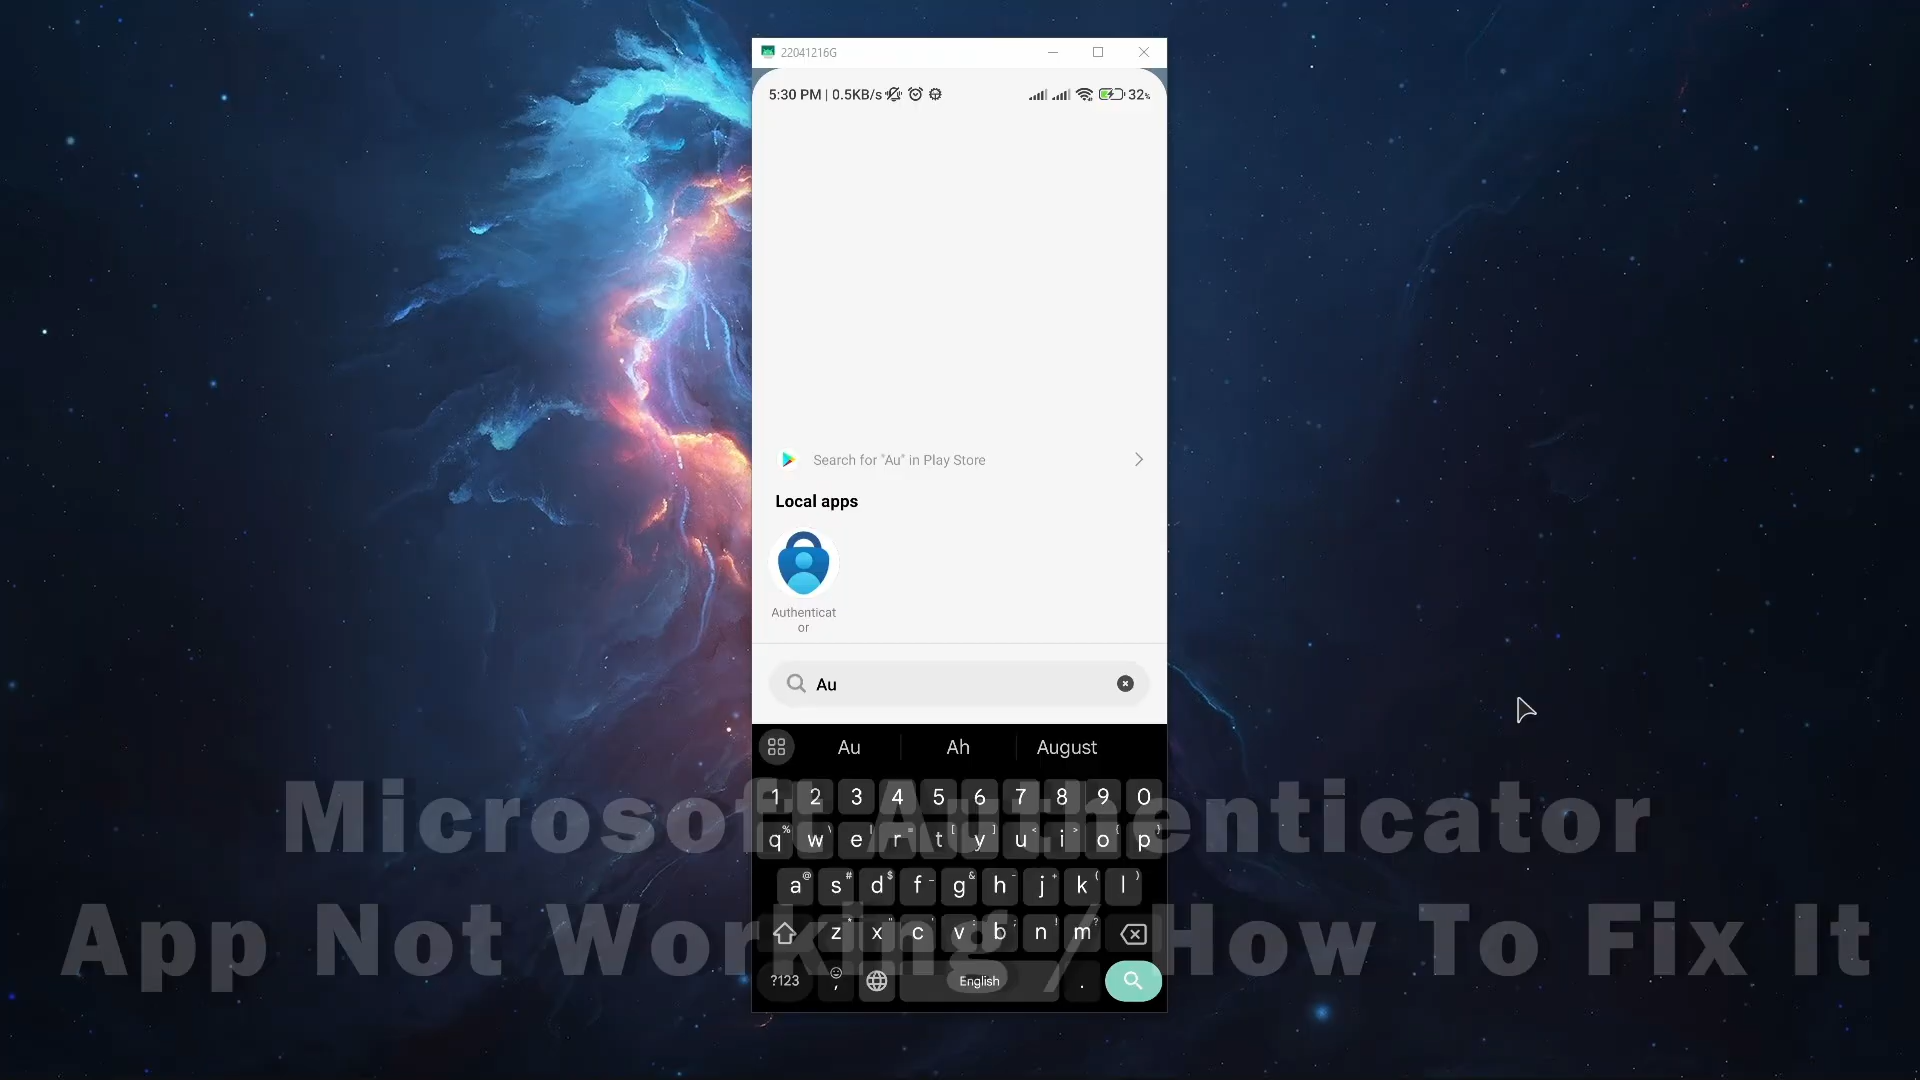 22041216G
5:30 PM | 0.5KB/s 32%
Search for "Au" in Play Store
Local apps
Authenticat
or
Au
Au Ah August
1 2 3 4 5 6 7 8 9 0
q w e r t y u i o p
a s d f g h j k l
z x c v b n m
?123 , English .
Microsoft Authenticator
App Not Working / How To Fix It